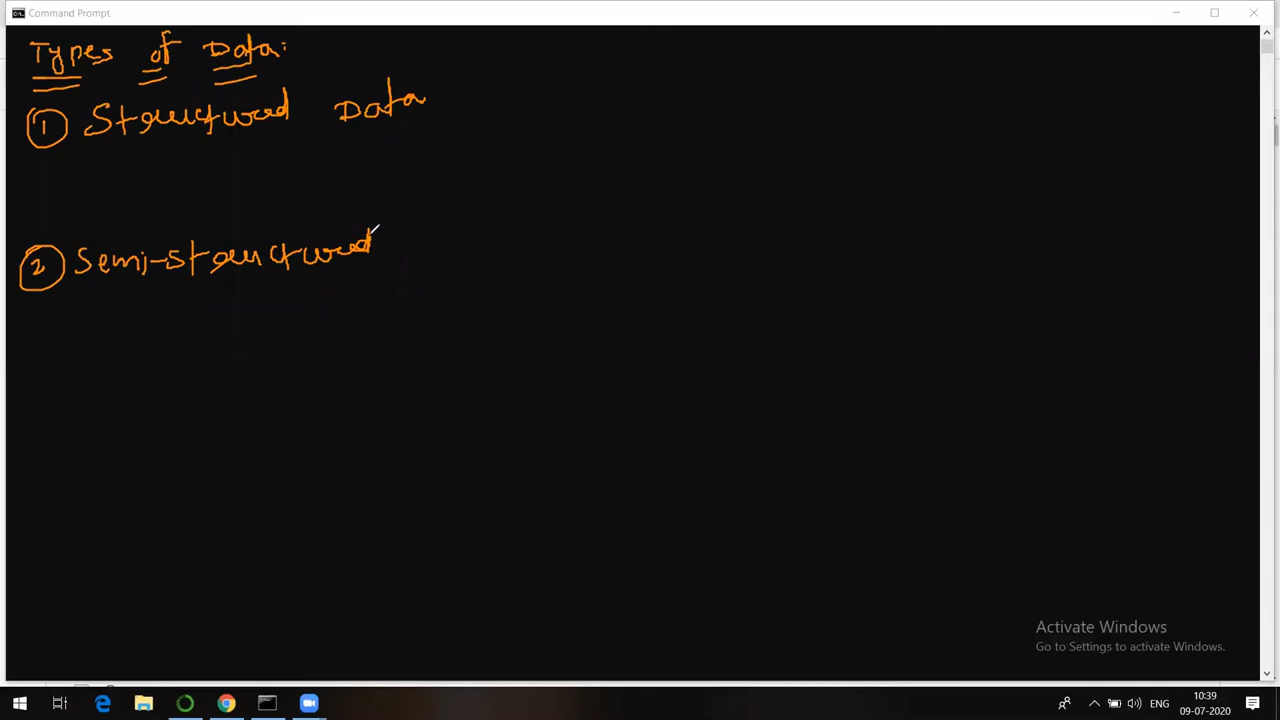 Command Prompt
Types of Data:
1 Structured Data
2 Semi-structured
Activate Windows
Go to Settings to activate Windows.
ENG
10:39
09-07-2020